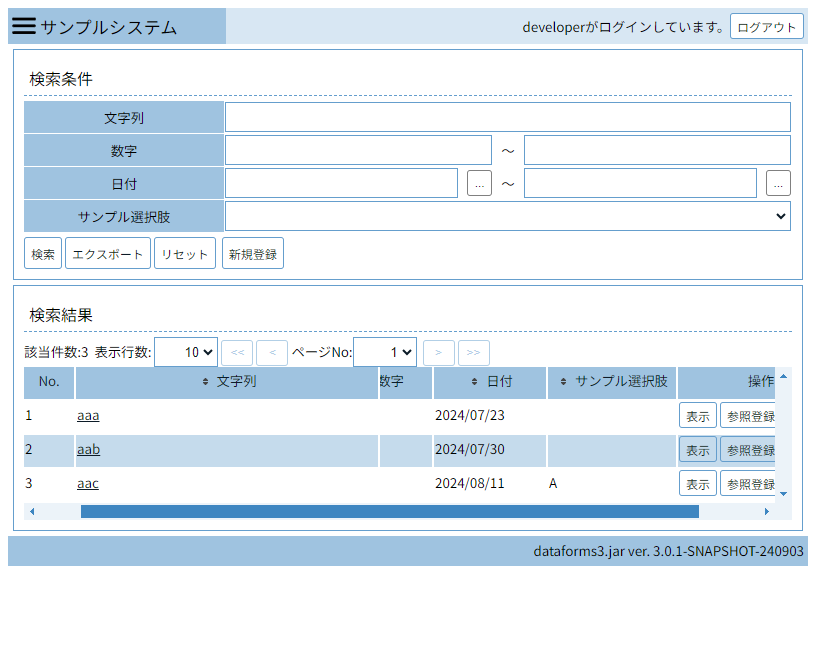 サンプルシステム developerがログインしています。 ログアウト
検索条件
文字列
数字 ～
日付 ... ～ ...
サンプル選択肢
検索 エクスポート リセット 新規登録
検索結果
該当件数:3 表示行数: 10 << < ページNo: 1 > >>
No. 文字列 数字 日付 サンプル選択肢 操作
1 aaa 2024/07/23 表示 参照登録
2 aab 2024/07/30 表示 参照登録
3 aac 2024/08/11 A 表示 参照登録
dataforms3.jar ver. 3.0.1-SNAPSHOT-240903